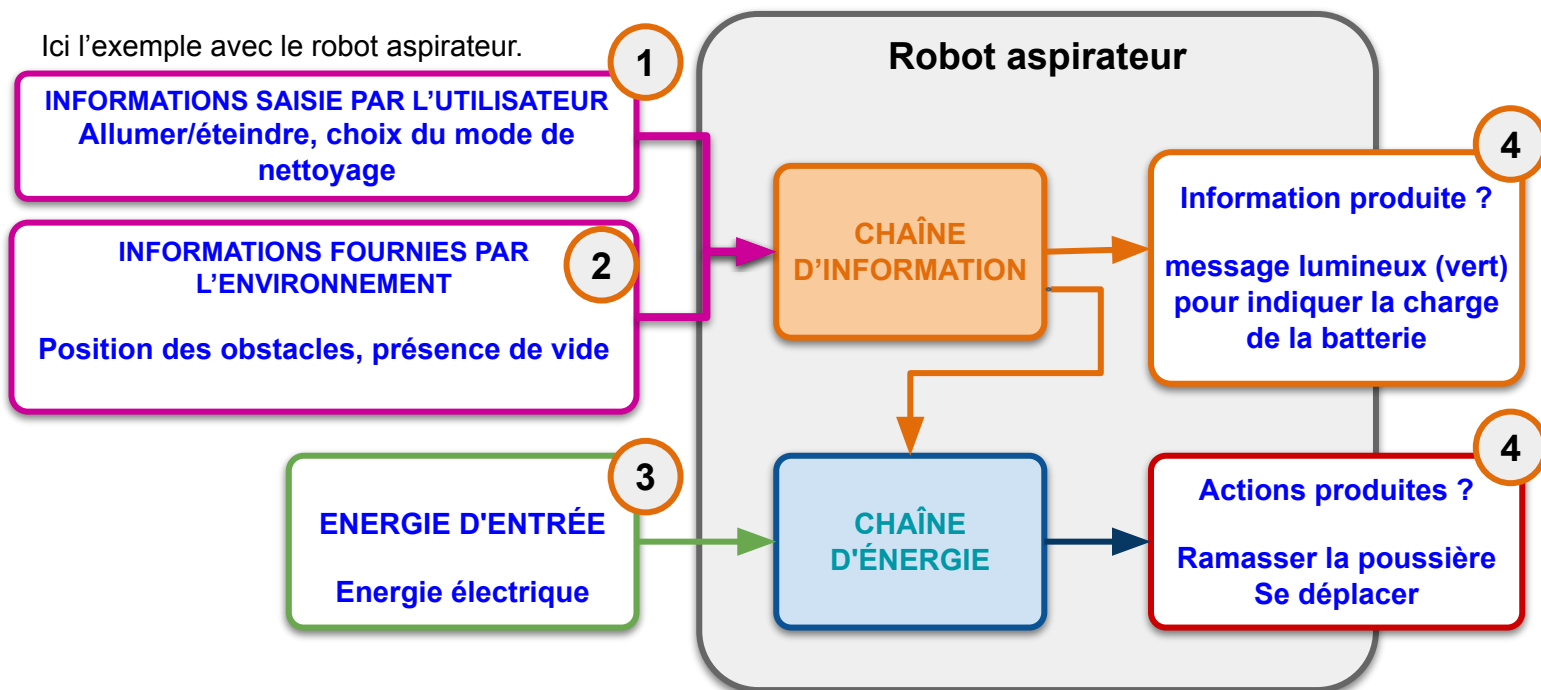 Ici l'exemple avec le robot aspirateur.
1
INFORMATIONS SAISIE PAR L'UTILISATEUR
Allumer/éteindre, choix du mode de
nettoyage
2
INFORMATIONS FOURNIES PAR
L'ENVIRONNEMENT
Position des obstacles, présence de vide
3
ENERGIE D'ENTRÉE
Energie électrique
Robot aspirateur
CHAÎNE
D'INFORMATION
CHAÎNE
D'ÉNERGIE
4
Information produite ?
message lumineux (vert)
pour indiquer la charge
de la batterie
4
Actions produites ?
Ramasser la poussière
Se déplacer